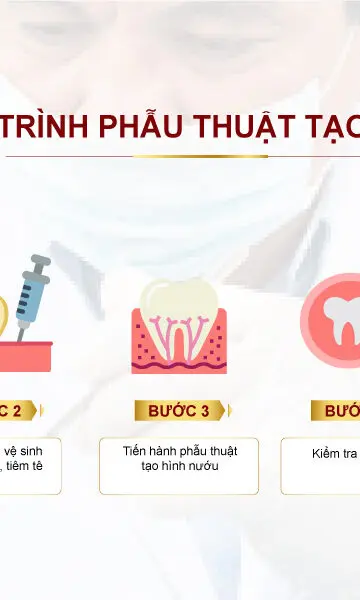 TRÌNH PHẪU THUẬT TẠO
C 2
BƯỚC 3
BƯỚ
vệ sinh
, tiêm tê
Tiến hành phẫu thuật
tạo hình nướu
Kiểm tra